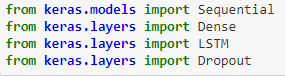 from keras.models import Sequential
from keras.layers import Dense
from keras.layers import LSTM
from keras.layers import Dropout